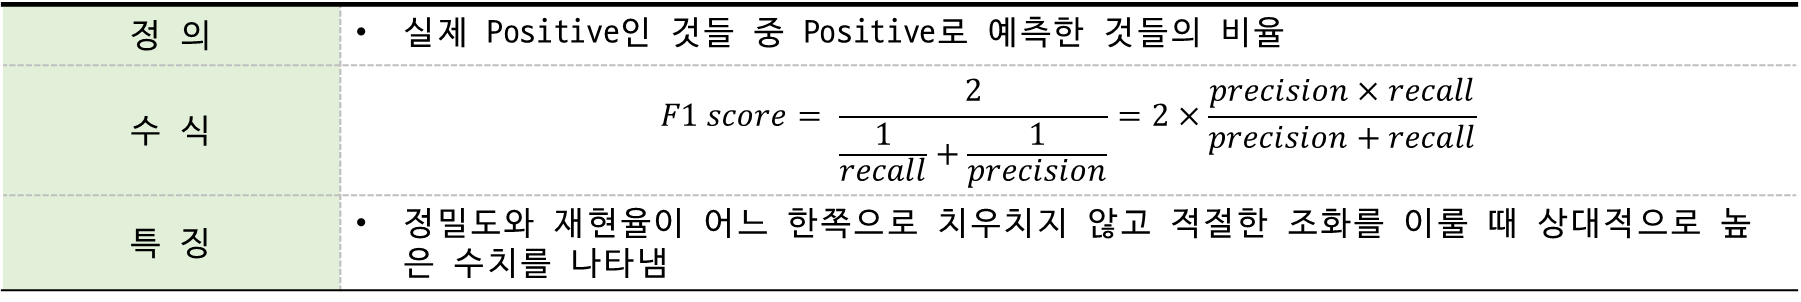 정 의
• 실제 Positive인 것들 중 Positive로 예측한 것들의 비율
수 식
F1 score = 2 / (1/recall + 1/precision) = 2 × (precision × recall) / (precision + recall)
특 징
• 정밀도와 재현율이 어느 한쪽으로 치우치지 않고 적절한 조화를 이룰 때 상대적으로 높
은 수치를 나타냄